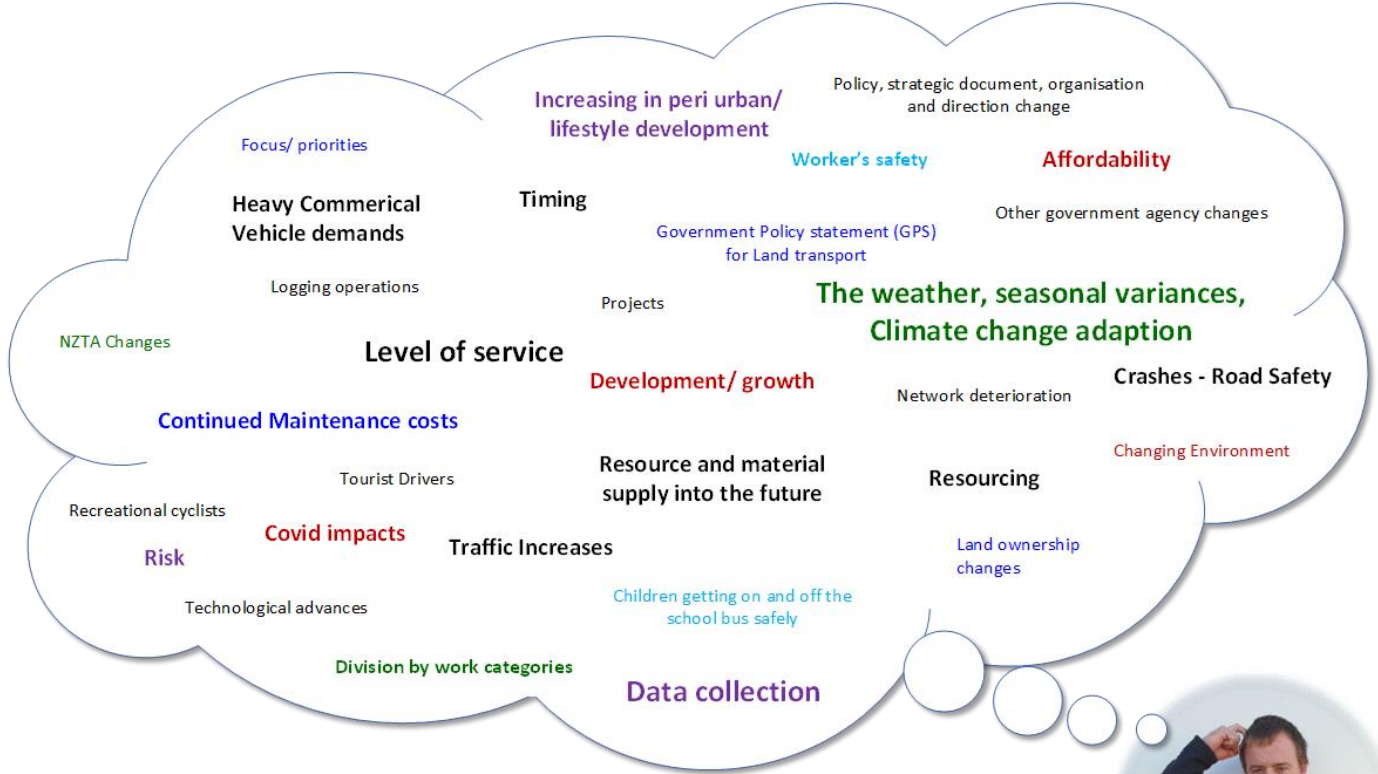 Policy, strategic document, organisation
and direction change
Increasing in peri urban/
lifestyle development
Focus/ priorities
Worker's safety
Affordability
Heavy Commerical
Vehicle demands
Timing
Other government agency changes
Government Policy statement (GPS)
for Land transport
Logging operations
Projects
The weather, seasonal variances,
Climate change adaption
NZTA Changes
Level of service
Development/ growth
Crashes - Road Safety
Network deterioration
Continued Maintenance costs
Changing Environment
Resource and material
supply into the future
Tourist Drivers
Resourcing
Recreational cyclists
Covid impacts
Traffic Increases
Risk
Land ownership
changes
Technological advances
Children getting on and off the
school bus safely
Division by work categories
Data collection